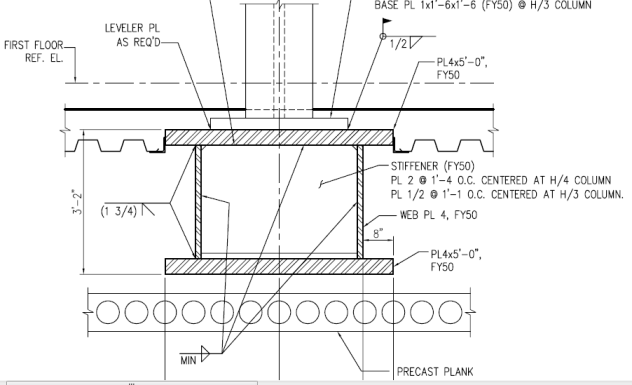 BASE PL 1x1'-6x1'-6 (FY50) @ H/3 COLUMN
LEVELER PL
AS REQ'D
FIRST FLOOR
REF. EL.
1/2
PL4x5'-0",
FY50
STIFFENER (FY50)
PL 2 @ 1'-4 O.C. CENTERED AT H/4 COLUMN
PL 1/2 @ 1'-1 O.C. CENTERED AT H/3 COLUMN.
3'-2"
(1 3/4)
WEB PL 4, FY50
8"
PL4x5'-0",
FY50
MIN
PRECAST PLANK